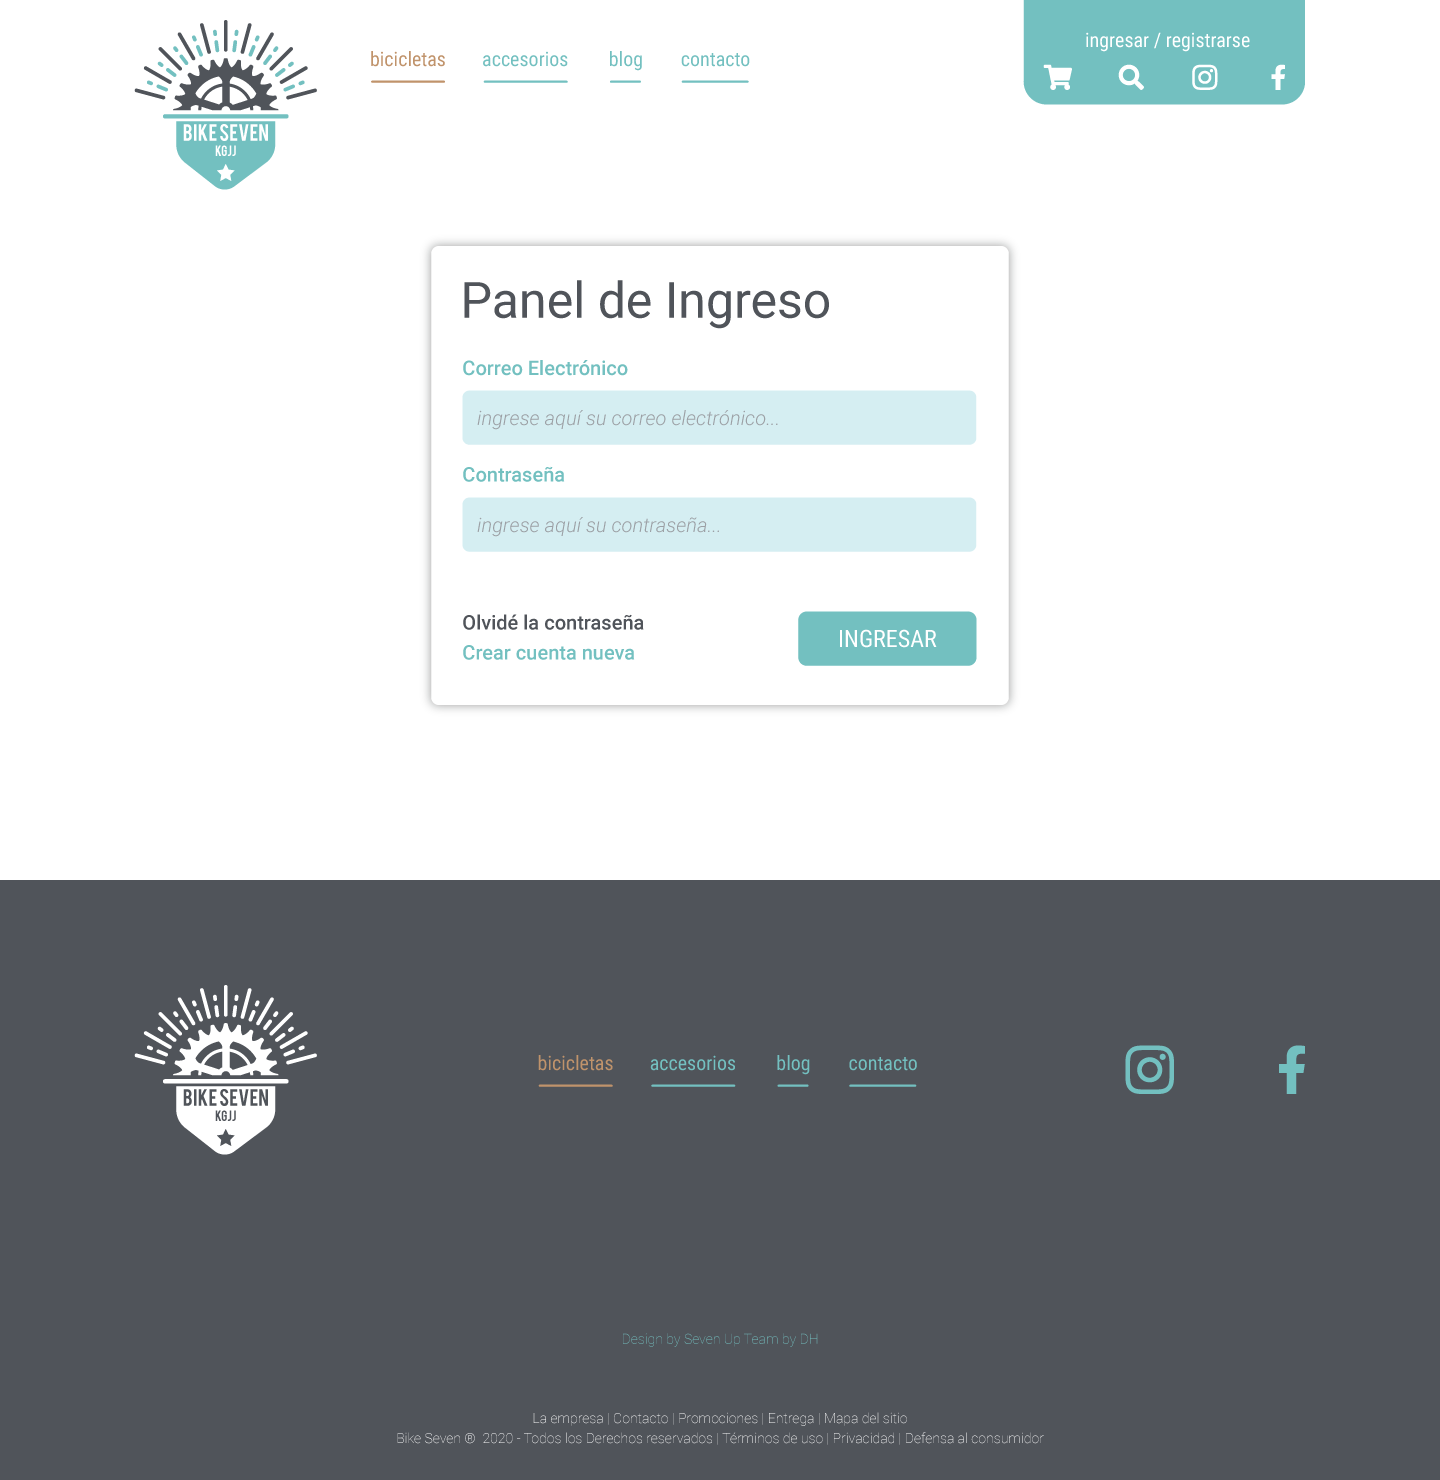 bicicletas accesorios blog contacto
ingresar / registrarse
BIKE SEVEN
KGJJ
Panel de Ingreso
Correo Electrónico
ingrese aquí su correo electrónico...
Contraseña
ingrese aquí su contraseña...
Olvidé la contraseña
Crear cuenta nueva
INGRESAR
BIKE SEVEN
KGJJ
bicicletas accesorios blog contacto
Design by Seven Up Team by DH
La empresa | Contacto | Promociones | Entrega | Mapa del sitio
Bike Seven ® 2020 - Todos los Derechos reservados | Términos de uso | Privacidad | Defensa al consumidor